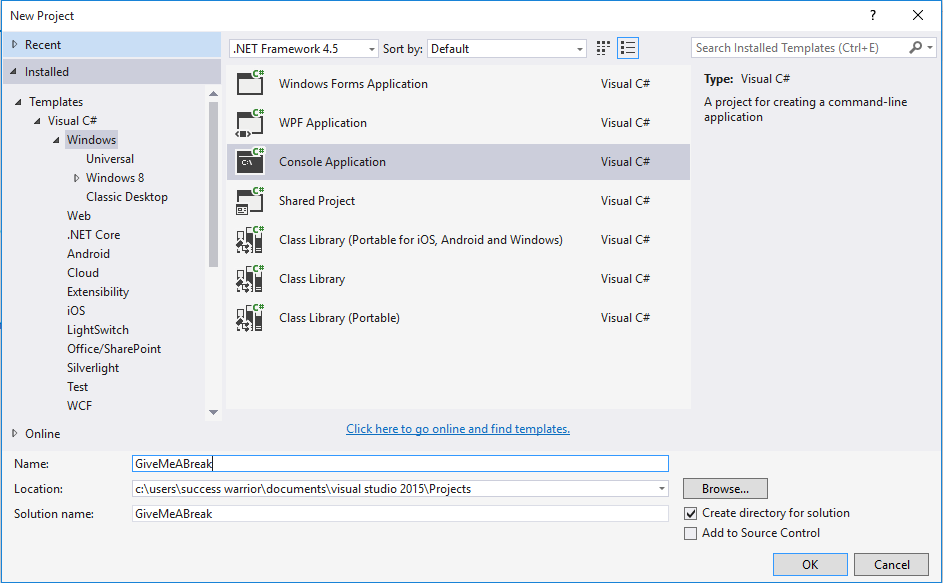 New Project
? 
Recent
.NET Framework 4.5
Sort by:
Default
Search Installed Templates (Ctrl+E)
Installed
Templates
Visual C#
Windows
Universal
Windows 8
Classic Desktop
Web
.NET Core
Android
Cloud
Extensibility
iOS
LightSwitch
Office/SharePoint
Silverlight
Test
WCF
Online
C# Windows Forms Application Visual C#
C# WPF Application Visual C#
C# C:\ Console Application Visual C#
C# Shared Project Visual C#
C# Class Library (Portable for iOS, Android and Windows) Visual C#
C# Class Library Visual C#
C# Class Library (Portable) Visual C#
Click here to go online and find templates.
Type: Visual C#
A project for creating a command-line
application
Name: GiveMeABreak
Location: c:\users\success warrior\documents\visual studio 2015\Projects
Browse...
Solution name: GiveMeABreak
Create directory for solution
Add to Source Control
OK
Cancel